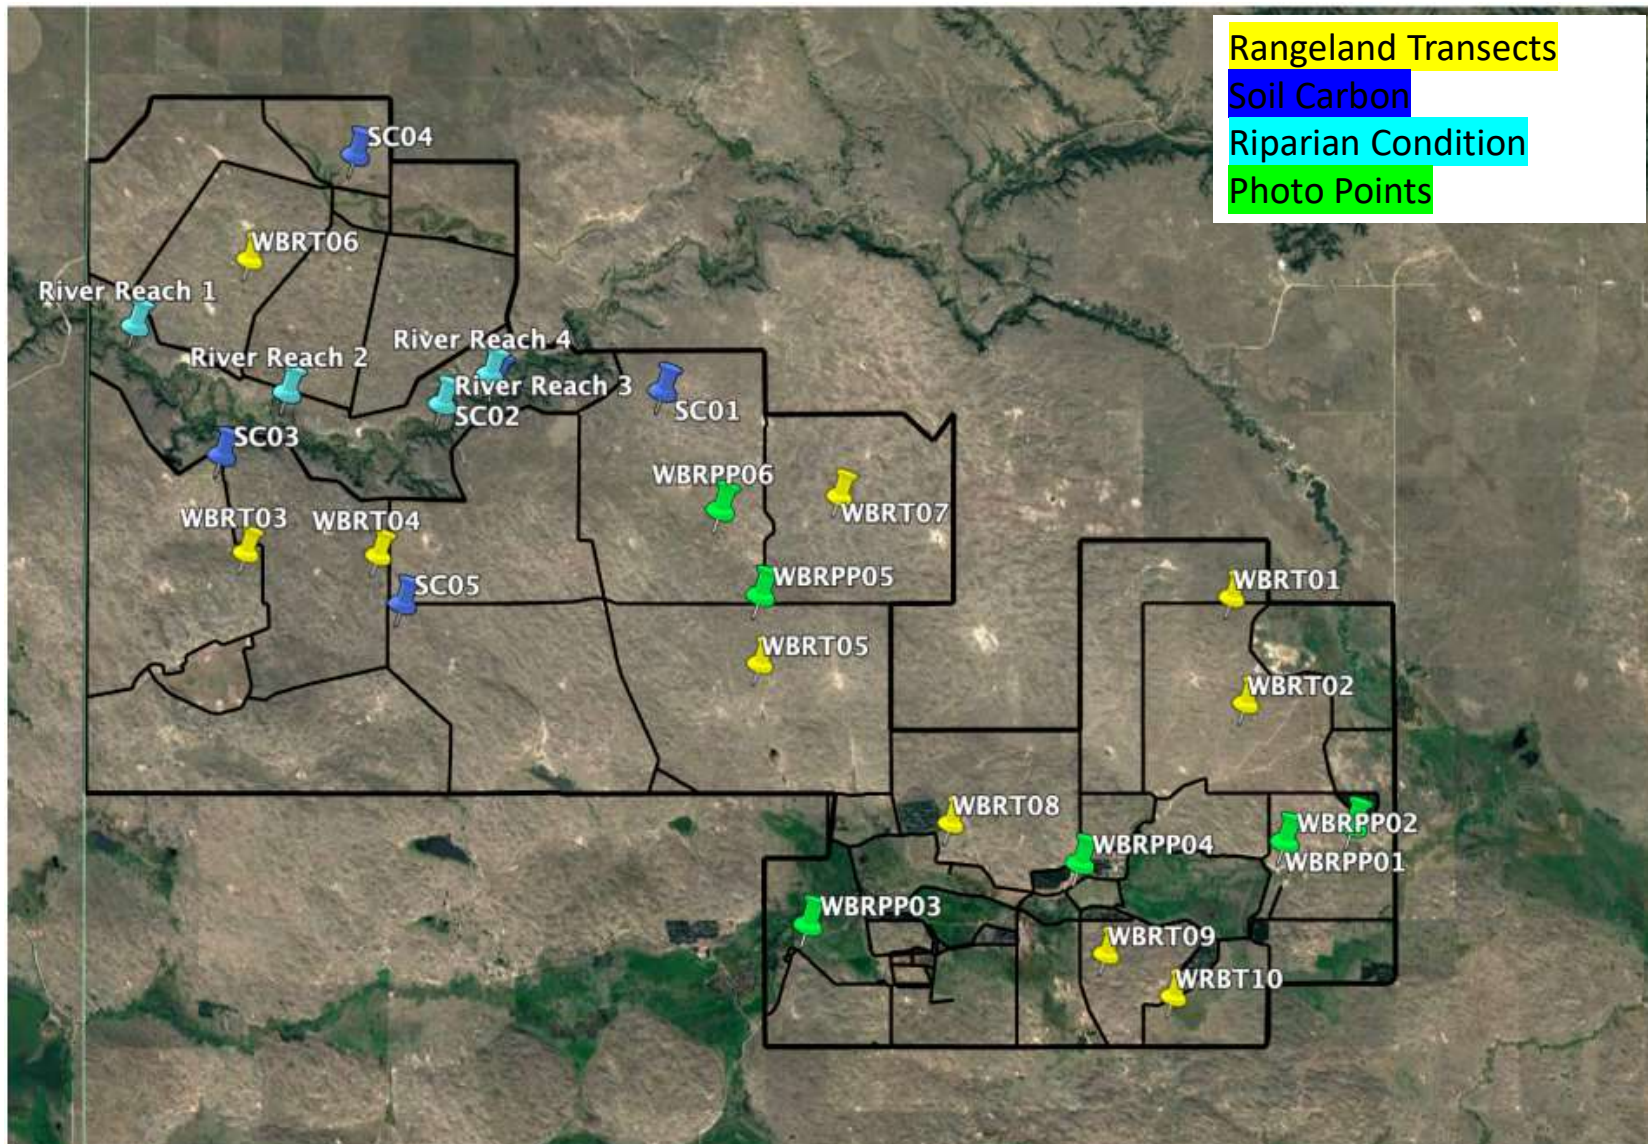 Rangeland Transects
Soil Carbon
Riparian Condition
Photo Points
SC04
WBRT06
River Reach 1
River Reach 4
River Reach 2
River Reach 3
SC02
SC01
SC03
WBRPP06
WBRT07
WBRT03
WBRT04
WBRPP05
SC05
WBRT01
WBRT05
WBRT02
WBRT08
WBRPP02
WBRPP04
WBRPP01
WBRPP03
WBRT09
WRBT10